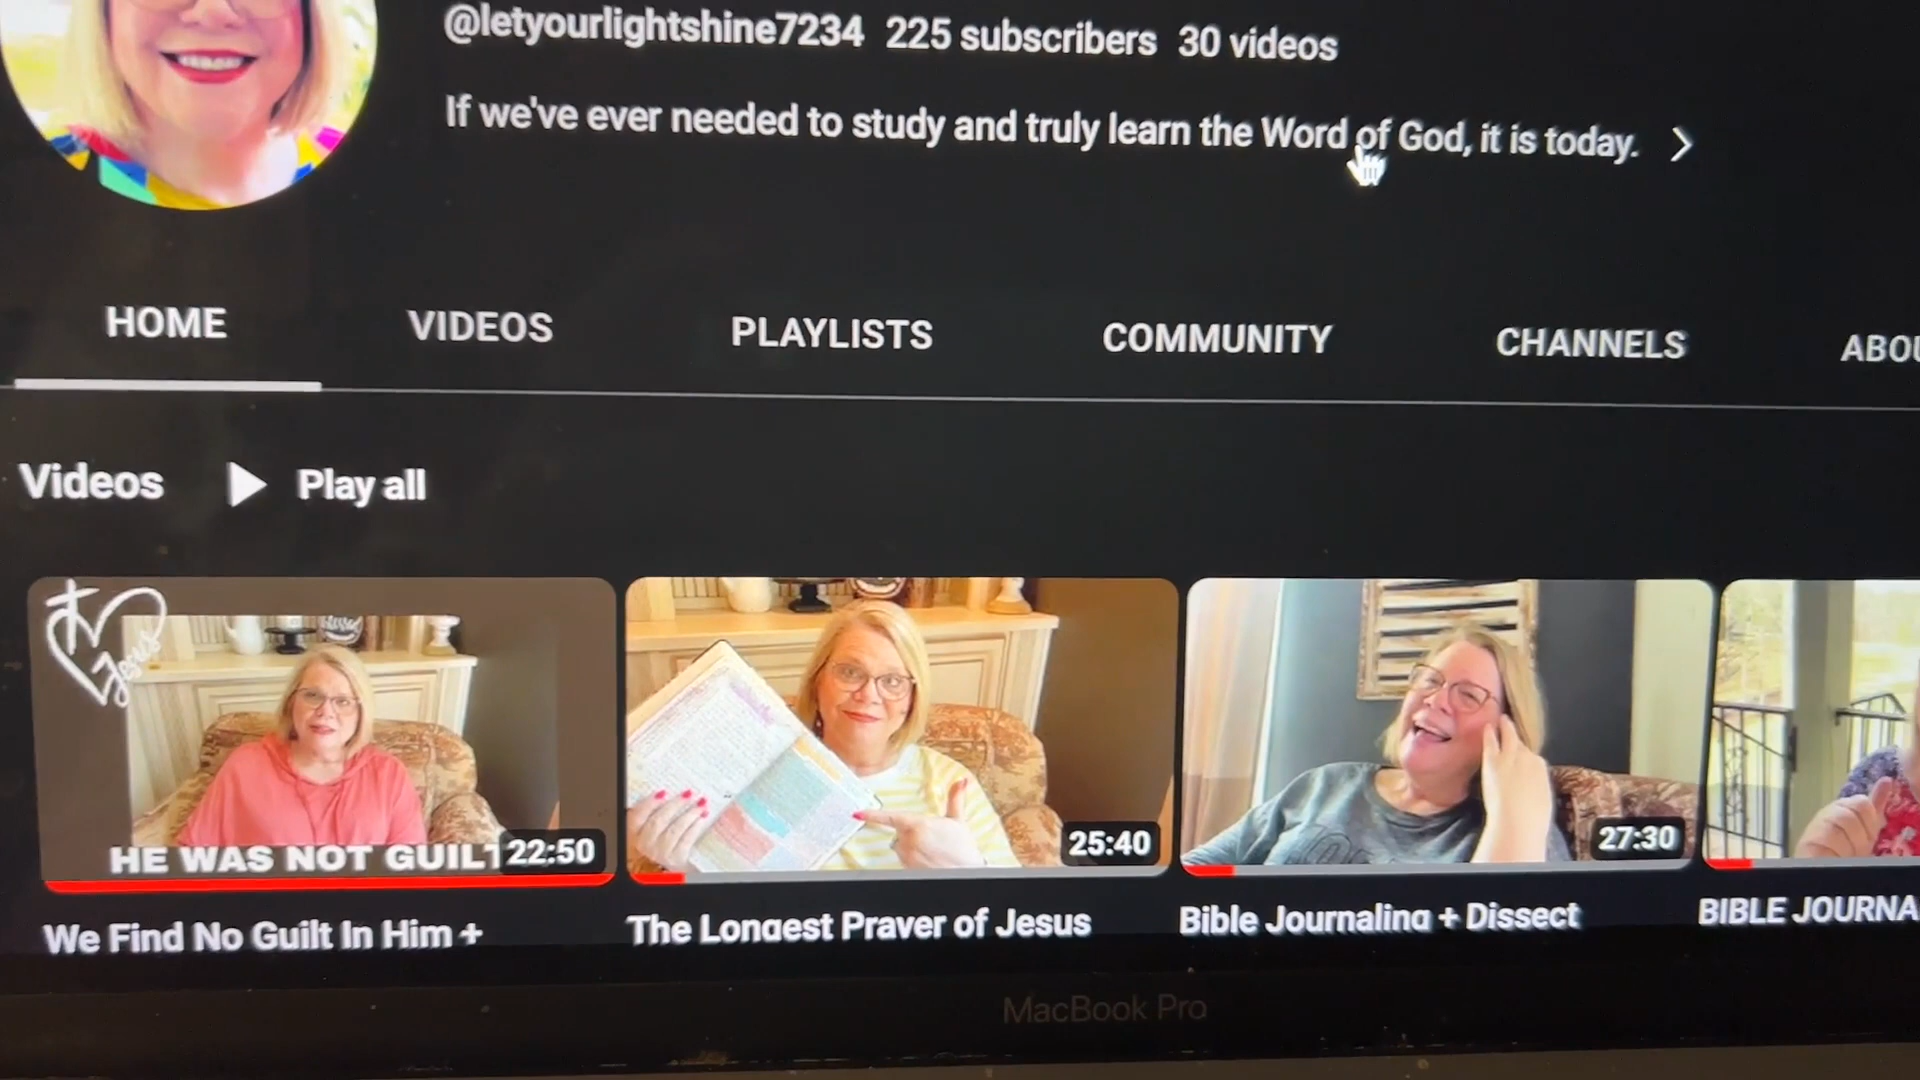 @letyourlightshine7234 225 subscribers 30 videos
If we've ever needed to study and truly learn the Word of God, it is today.
HOME VIDEOS PLAYLISTS COMMUNITY CHANNELS ABOU
Videos Play all
Jesus
HE WAS NOT GUILT
22:50
25:40
27:30
We Find No Guilt In Him +
The Longest Prayer of Jesus
Bible Journaling + Dissect
BIBLE JOURNA
MacBook Pro